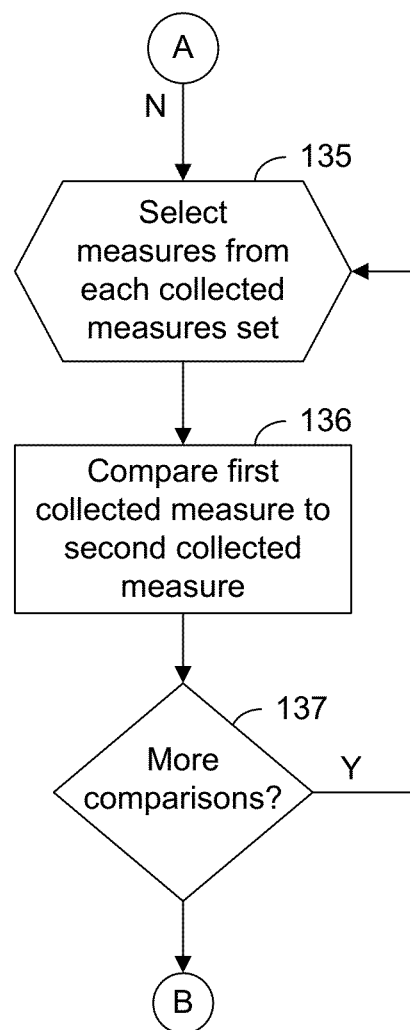 A
N
135
Select
measures from
each collected
measures set
136
Compare first
collected measure to
second collected
measure
137
More
comparisons?
Y
B